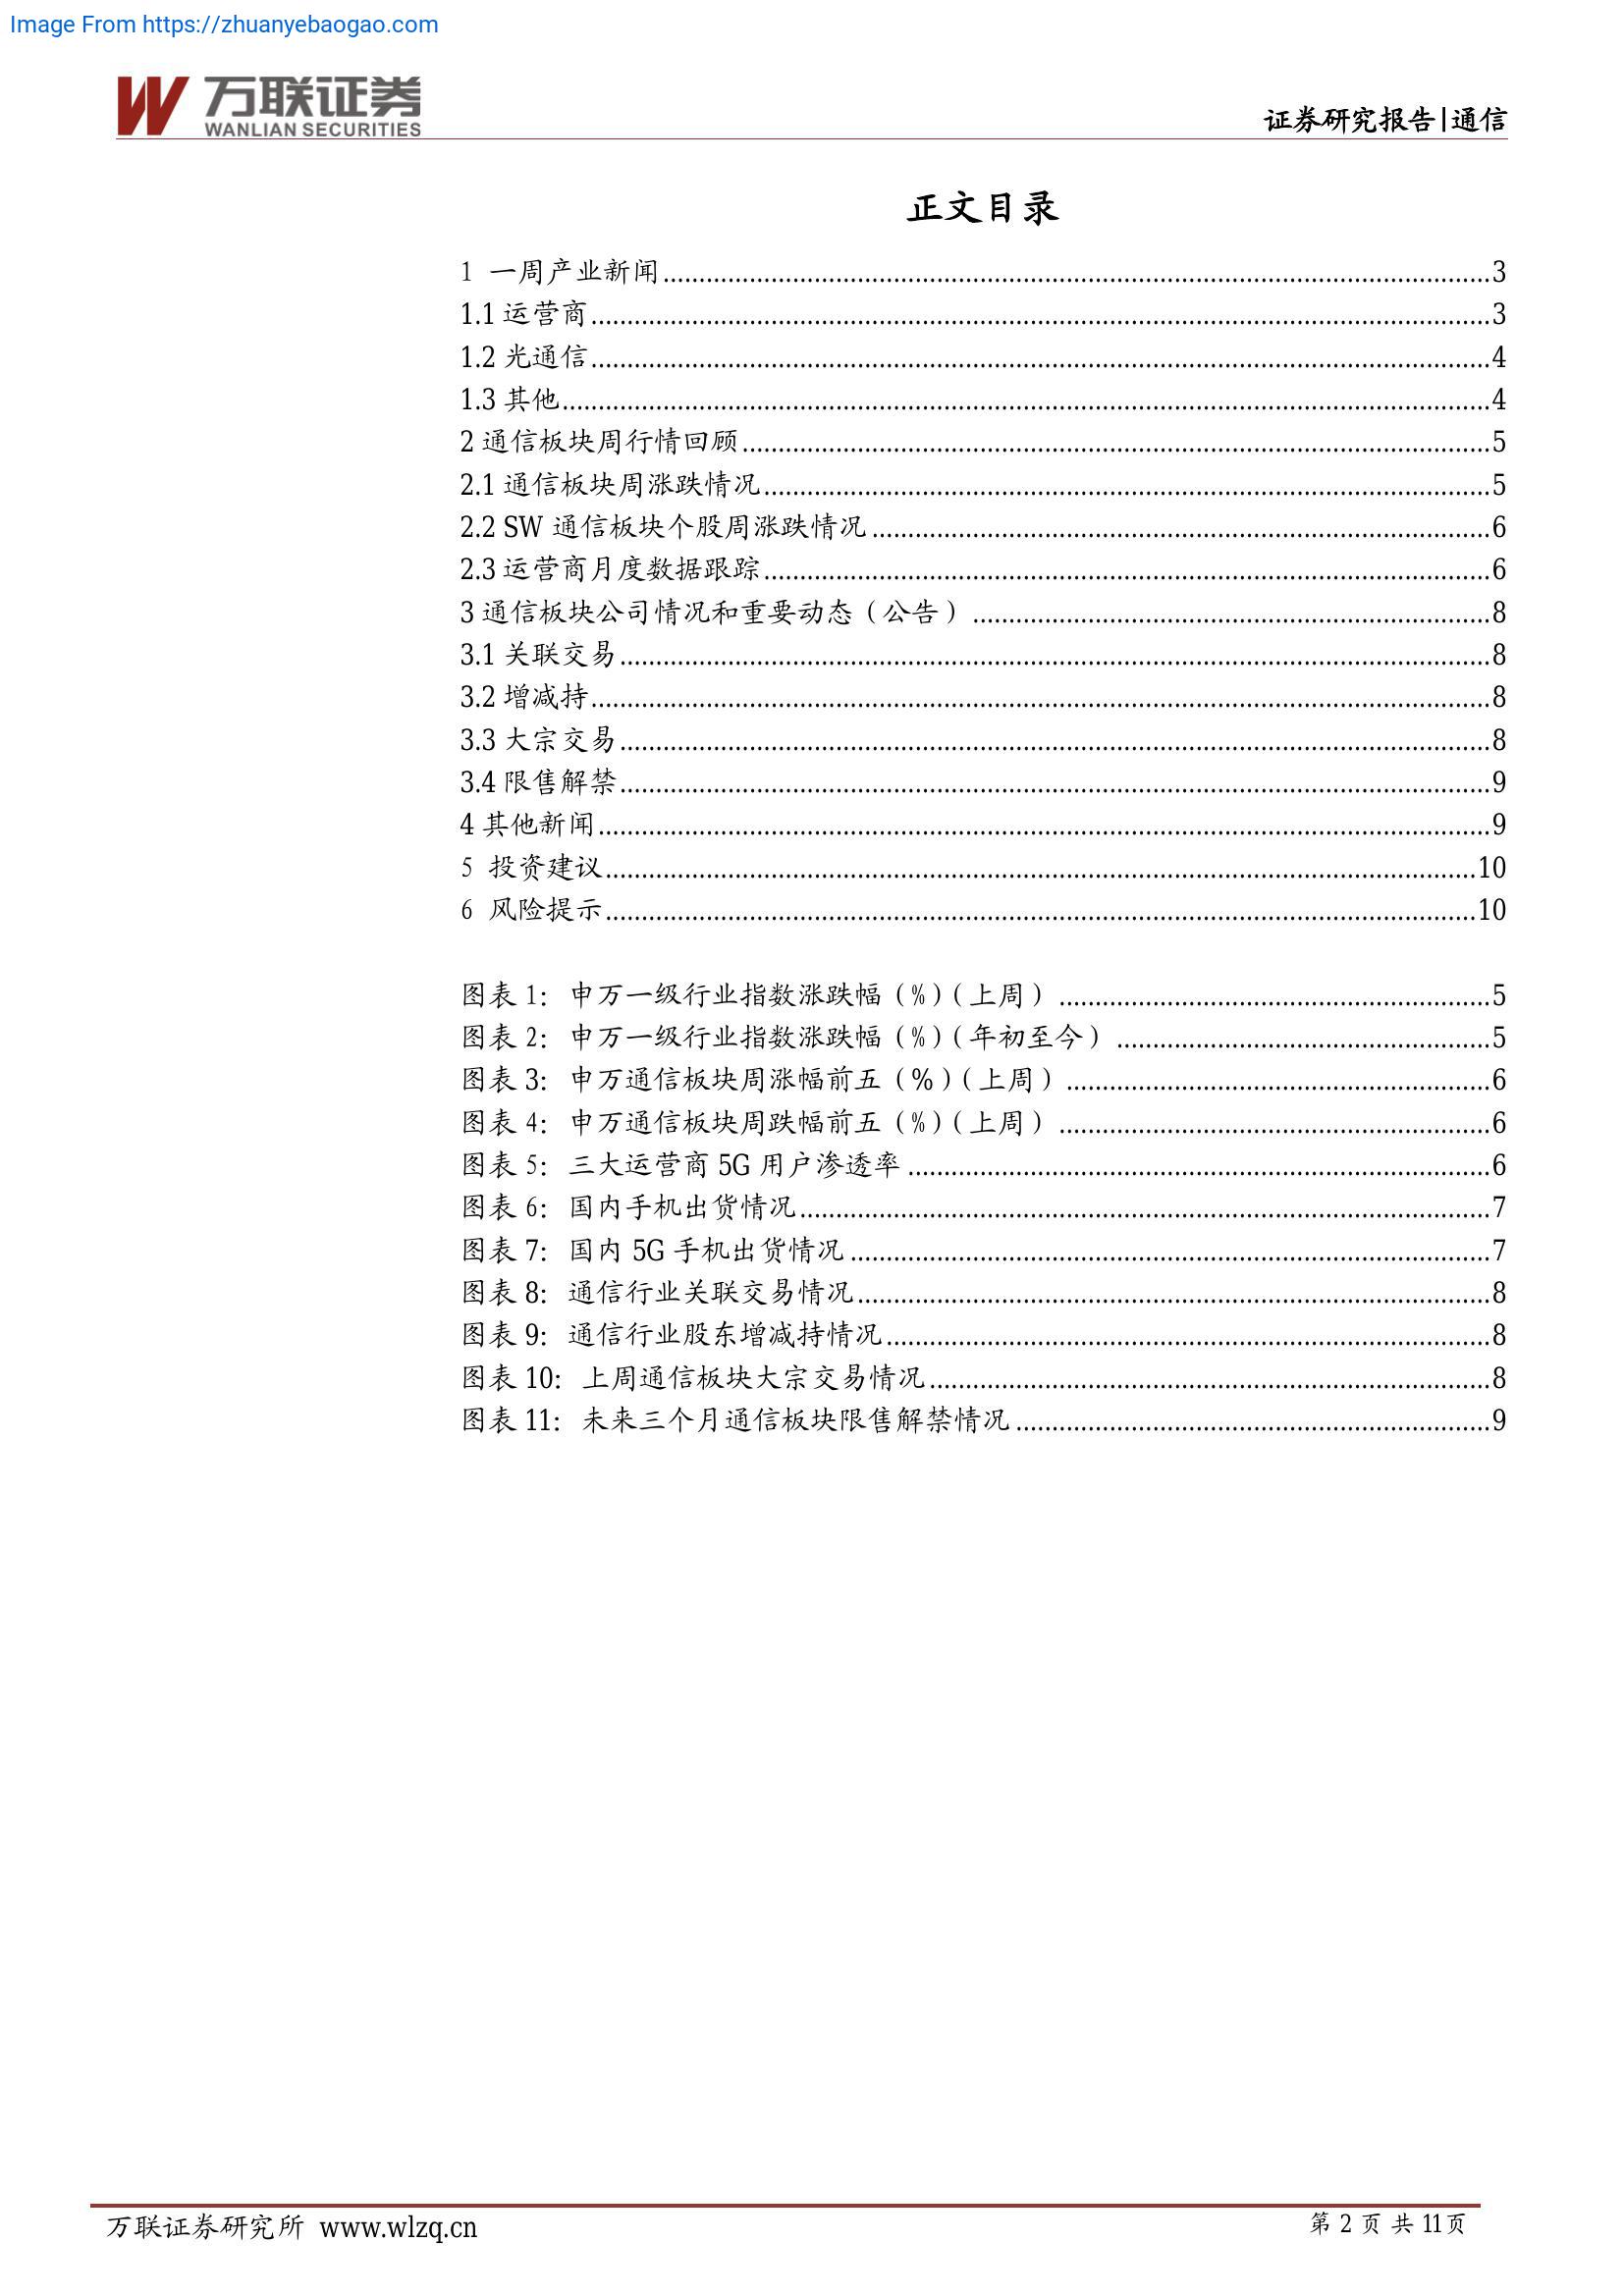 Image From https://zhuanyebaogao.com
万联证券
WANLIAN SECURITIES
证券研究报告|通信
正文目录
1 一周产业新闻........................3
1.1 运营商........................3
1.2 光通信........................4
1.3 其他........................4
2 通信板块周行情回顾........................5
2.1 通信板块周涨跌情况........................5
2.2 SW 通信板块个股周涨跌情况........................6
2.3 运营商月度数据跟踪........................6
3 通信板块公司情况和重要动态（公告）........................8
3.1 关联交易........................8
3.2 增减持........................8
3.3 大宗交易........................8
3.4 限售解禁........................9
4 其他新闻........................9
5 投资建议........................10
6 风险提示........................10
图表 1：申万一级行业指数涨跌幅（%）（上周）........................5
图表 2：申万一级行业指数涨跌幅（%）（年初至今）........................5
图表 3：申万通信板块周涨幅前五（%）（上周）........................6
图表 4：申万通信板块周跌幅前五（%）（上周）........................6
图表 5：三大运营商 5G 用户渗透率........................6
图表 6：国内手机出货情况........................7
图表 7：国内 5G 手机出货情况........................7
图表 8：通信行业关联交易情况........................8
图表 9：通信行业股东增减持情况........................8
图表 10：上周通信板块大宗交易情况........................8
图表 11：未来三个月通信板块限售解禁情况........................9
万联证券研究所 www.wlzq.cn
第 2 页 共 11 页